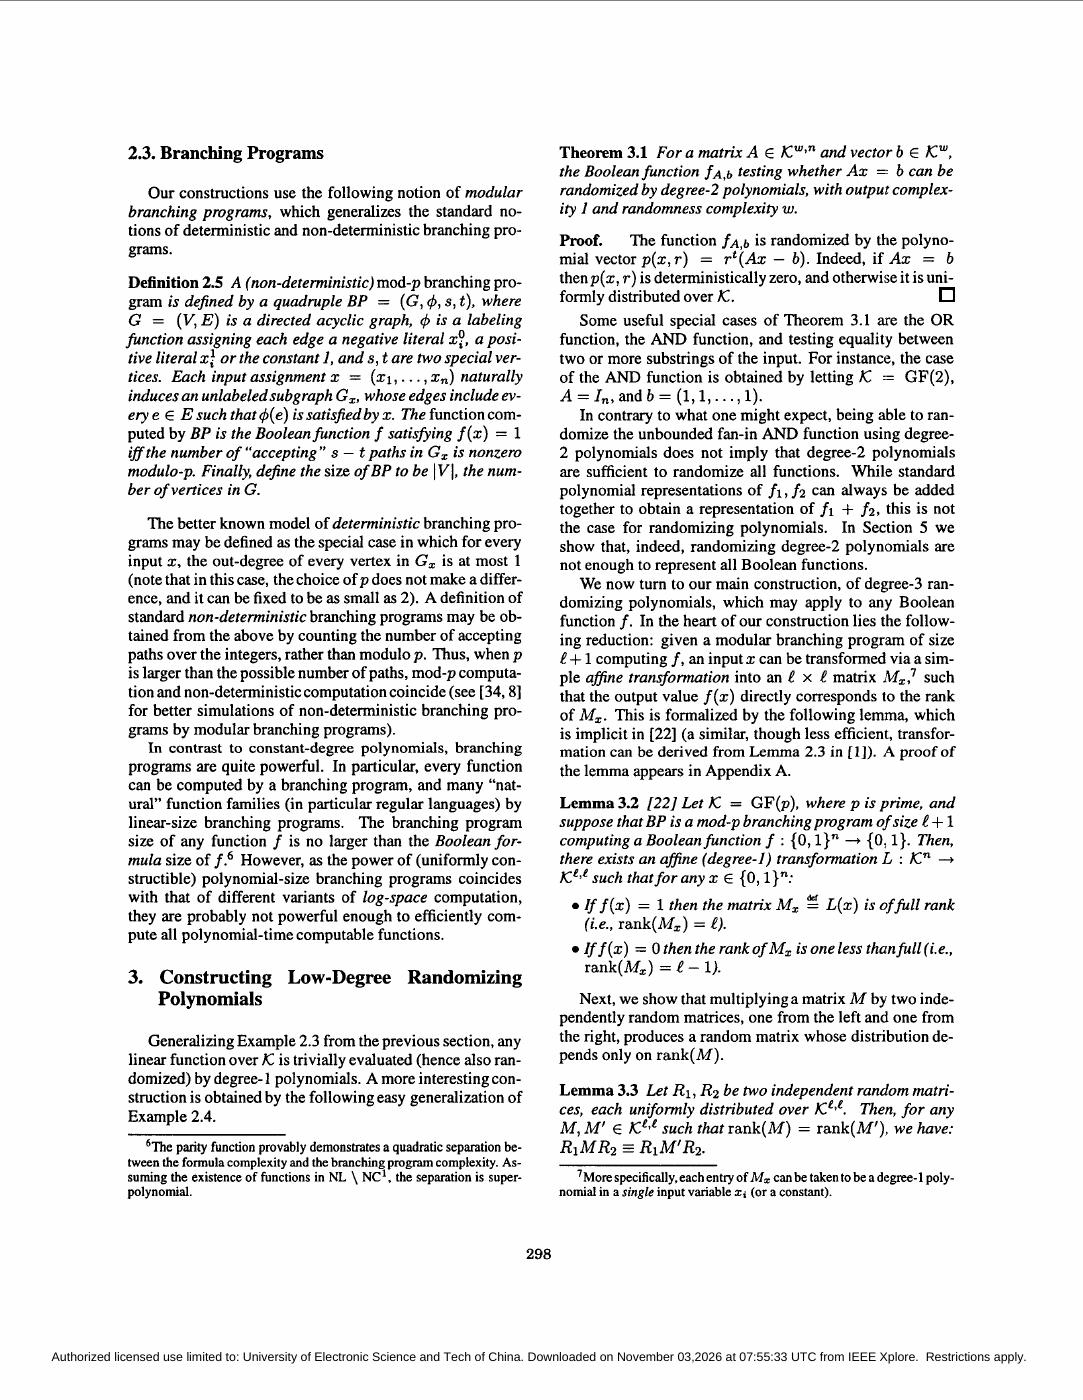 2.3. Branching Programs
Our constructions use the following notion of modular
branching programs, which generalizes the standard no-
tions of deterministic and non-deterministic branching pro-
grams.
Definition 2.5 A (non-deterministic) mod-p branching pro-
gram is defined by a quadruple BP = (G, ϕ, s, t), where
G = (V, E) is a directed acyclic graph, ϕ is a labeling
function assigning each edge a negative literal x_i^0, a posi-
tive literal x_i^1 or the constant 1, and s, t are two special ver-
tices. Each input assignment x = (x_1, . . . , x_n) naturally
induces an unlabeled subgraph G_x, whose edges include ev-
ery e ∈ E such that ϕ(e) is satisfied by x. The function com-
puted by BP is the Boolean function f satisfying f(x) = 1
iff the number of "accepting" s − t paths in G_x is nonzero
modulo-p. Finally, define the size of BP to be |V|, the num-
ber of vertices in G.
The better known model of deterministic branching pro-
grams may be defined as the special case in which for every
input x, the out-degree of every vertex in G_x is at most 1
(note that in this case, the choice of p does not make a differ-
ence, and it can be fixed to be as small as 2). A definition of
standard non-deterministic branching programs may be ob-
tained from the above by counting the number of accepting
paths over the integers, rather than modulo p. Thus, when p
is larger than the possible number of paths, mod-p computa-
tion and non-deterministic computation coincide (see [34, 8]
for better simulations of non-deterministic branching pro-
grams by modular branching programs).
In contrast to constant-degree polynomials, branching
programs are quite powerful. In particular, every function
can be computed by a branching program, and many "nat-
ural" function families (in particular regular languages) by
linear-size branching programs. The branching program
size of any function f is no larger than the Boolean for-
mula size of f.^6 However, as the power of (uniformly con-
structible) polynomial-size branching programs coincides
with that of different variants of log-space computation,
they are probably not powerful enough to efficiently com-
pute all polynomial-time computable functions.
3. Constructing Low-Degree Randomizing
Polynomials
Generalizing Example 2.3 from the previous section, any
linear function over K is trivially evaluated (hence also ran-
domized) by degree-1 polynomials. A more interesting con-
struction is obtained by the following easy generalization of
Example 2.4.
^6The parity function provably demonstrates a quadratic separation be-
tween the formula complexity and the branching program complexity. As-
suming the existence of functions in NL \ NC^1, the separation is super-
polynomial.
Theorem 3.1 For a matrix A ∈ K^{w,n} and vector b ∈ K^w,
the Boolean function f_{A,b} testing whether Ax = b can be
randomized by degree-2 polynomials, with output complex-
ity 1 and randomness complexity w.
Proof. The function f_{A,b} is randomized by the polyno-
mial vector p(x, r) = r^t(Ax − b). Indeed, if Ax = b
then p(x, r) is deterministically zero, and otherwise it is uni-
formly distributed over K. □
Some useful special cases of Theorem 3.1 are the OR
function, the AND function, and testing equality between
two or more substrings of the input. For instance, the case
of the AND function is obtained by letting K = GF(2),
A = I_n, and b = (1, 1, . . . , 1).
In contrary to what one might expect, being able to ran-
domize the unbounded fan-in AND function using degree-
2 polynomials does not imply that degree-2 polynomials
are sufficient to randomize all functions. While standard
polynomial representations of f_1, f_2 can always be added
together to obtain a representation of f_1 + f_2, this is not
the case for randomizing polynomials. In Section 5 we
show that, indeed, randomizing degree-2 polynomials are
not enough to represent all Boolean functions.
We now turn to our main construction, of degree-3 ran-
domizing polynomials, which may apply to any Boolean
function f. In the heart of our construction lies the follow-
ing reduction: given a modular branching program of size
ℓ + 1 computing f, an input x can be transformed via a sim-
ple affine transformation into an ℓ × ℓ matrix M_x,^7 such
that the output value f(x) directly corresponds to the rank
of M_x. This is formalized by the following lemma, which
is implicit in [22] (a similar, though less efficient, transfor-
mation can be derived from Lemma 2.3 in [1]). A proof of
the lemma appears in Appendix A.
Lemma 3.2 [22] Let K = GF(p), where p is prime, and
suppose that BP is a mod-p branching program of size ℓ + 1
computing a Boolean function f : {0, 1}^n → {0, 1}. Then,
there exists an affine (degree-1) transformation L : K^n →
K^{ℓ,ℓ} such that for any x ∈ {0, 1}^n:
• If f(x) = 1 then the matrix M_x ≝ L(x) is of full rank
(i.e., rank(M_x) = ℓ).
• If f(x) = 0 then the rank of M_x is one less than full (i.e.,
rank(M_x) = ℓ − 1).
Next, we show that multiplying a matrix M by two inde-
pendently random matrices, one from the left and one from
the right, produces a random matrix whose distribution de-
pends only on rank(M).
Lemma 3.3 Let R_1, R_2 be two independent random matri-
ces, each uniformly distributed over K^{ℓ,ℓ}. Then, for any
M, M′ ∈ K^{ℓ,ℓ} such that rank(M) = rank(M′), we have:
R_1MR_2 ≡ R_1M′R_2.
^7More specifically, each entry of M_x can be taken to be a degree-1 poly-
nomial in a single input variable x_i (or a constant).
298
Authorized licensed use limited to: University of Electronic Science and Tech of China. Downloaded on November 03,2026 at 07:55:33 UTC from IEEE Xplore. Restrictions apply.